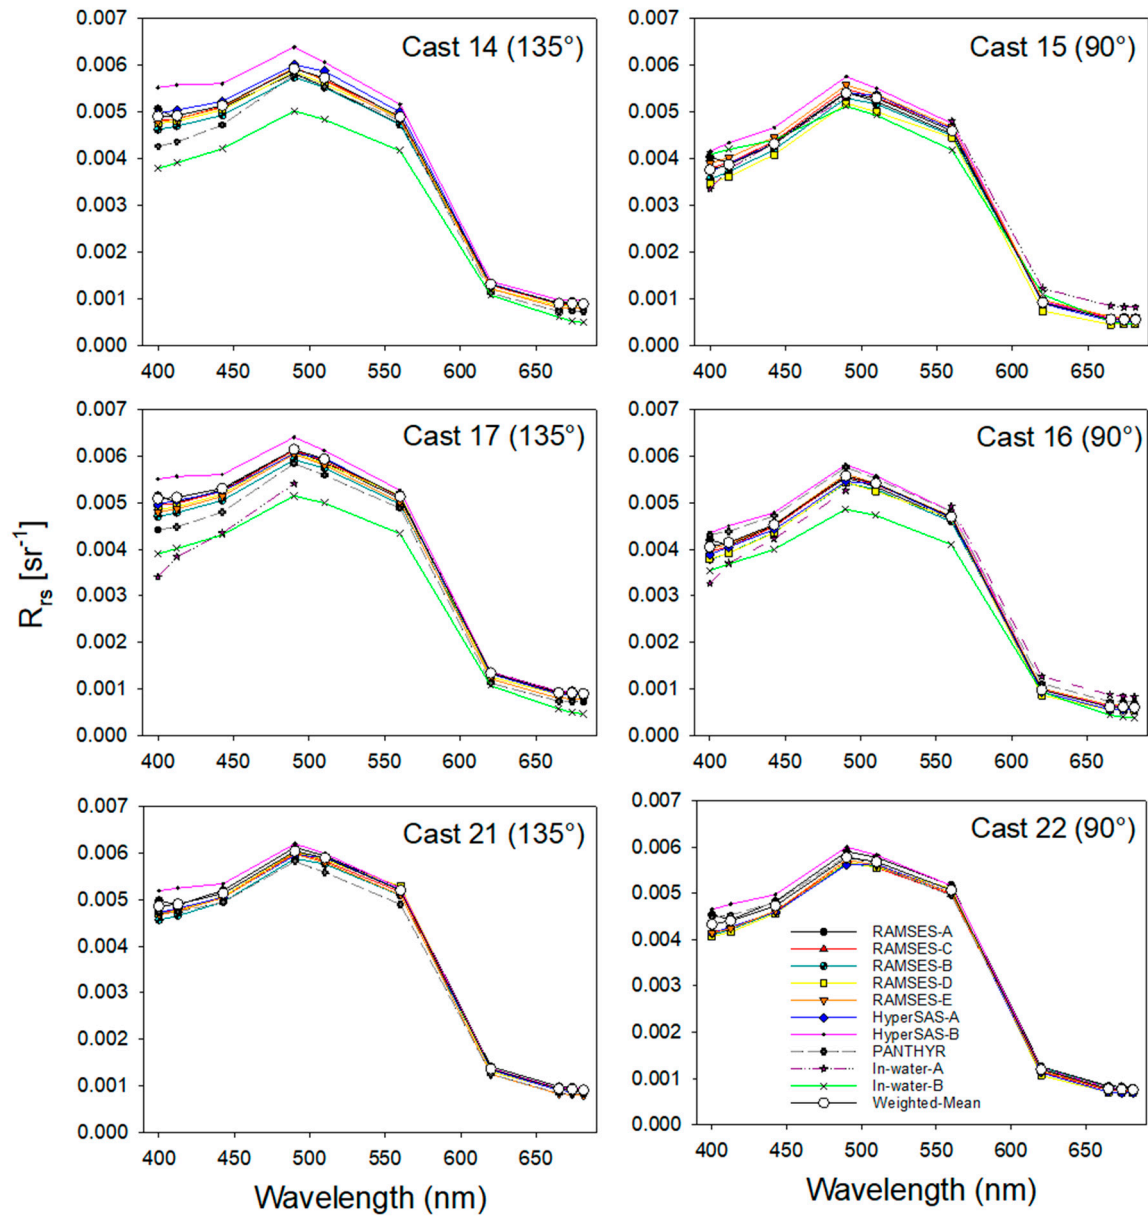 0.007
0.006
0.005
0.004
0.003
0.002
0.001
0.000
Cast 14 (135°)
400 450 500 550 600 650
0.007
0.006
0.005
0.004
0.003
0.002
0.001
0.000
Cast 15 (90°)
400 450 500 550 600 650
Rrs [sr-1]
0.007
0.006
0.005
0.004
0.003
0.002
0.001
0.000
Cast 17 (135°)
400 450 500 550 600 650
0.007
0.006
0.005
0.004
0.003
0.002
0.001
0.000
Cast 16 (90°)
400 450 500 550 600 650
0.007
0.006
0.005
0.004
0.003
0.002
0.001
0.000
Cast 21 (135°)
400 450 500 550 600 650
Wavelength (nm)
0.007
0.006
0.005
0.004
0.003
0.002
0.001
0.000
Cast 22 (90°)
RAMSES-A
RAMSES-C
RAMSES-B
RAMSES-D
RAMSES-E
HyperSAS-A
HyperSAS-B
PANTHYR
In-water-A
In-water-B
Weighted-Mean
400 450 500 550 600 650
Wavelength (nm)